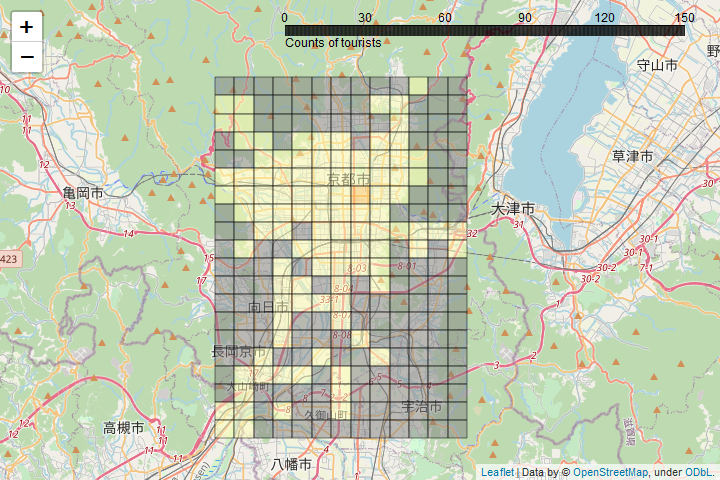 +
−
0 30 60 90 120 150
Counts of tourists
守山市
野
10
11
11
12
草津市
30
10
京都市
亀岡市
13
大津市
14
32
31
30-1
30-1
423
15
30-2
7-1
8-03
8-01
30-2
8-04
1
33-1
向日市
8-0
8-08
長岡京市
3
2
大山崎町
6
5
5
4
7
8
久御山町
宇治市
高槻市
11
12
11
11
八幡市
Leaflet | Data by © OpenStreetMap, under ODbL.